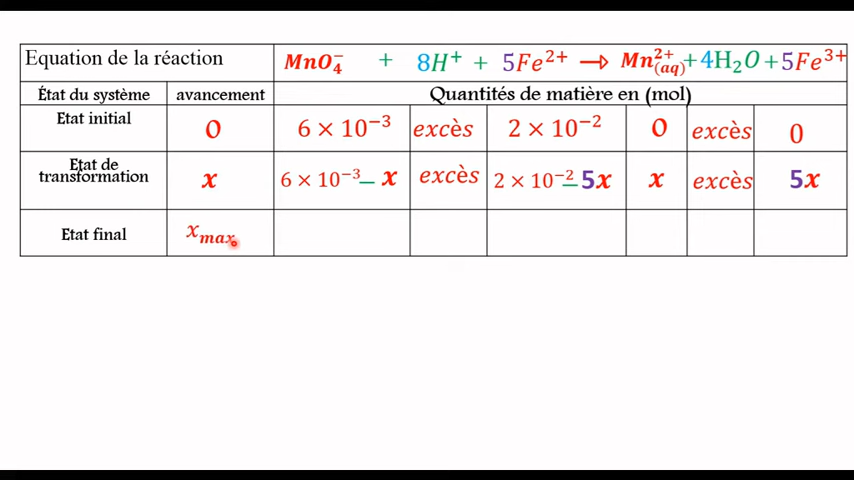 Equation de la réaction MnO₄⁻ + 8H⁺ + 5Fe²⁺ → Mn²⁺(aq) + 4H₂O + 5Fe³⁺
État du système avancement Quantités de matière en (mol)
Etat initial 0 6 × 10⁻³ excès 2 × 10⁻² 0 excès 0
Etat de
transformation x 6 × 10⁻³ – x excès 2 × 10⁻² – 5x x excès 5x
Etat final xmax